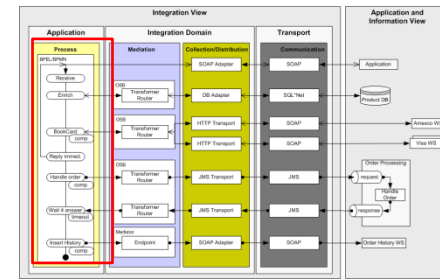 Integration View
Application and
Information View
Application
Integration Domain
Transport
Process
Mediation
Collection/Distribution
Communication
BPEL/BPMN
SOAP Adapter
SOAP
Application
Receive
OSB
Enrich
Transformer
Router
DB Adapter
SQL*Net
Product DB
OSB
HTTP Transport
SOAP
Amexco WS
BookCard
comp
Transformer
Router
HTTP Transport
SOAP
Visa WS
Reply immed.
OSB
Order Processing
Handle order
comp
Transformer
Router
JMS Transport
JMS
request
Handle
Order
Wait 4 answer
timeout
Transformer
Router
JMS Transport
JMS
response
Mediator
Insert History
comp
Endpoint
SOAP Adapter
SOAP
Order History WS